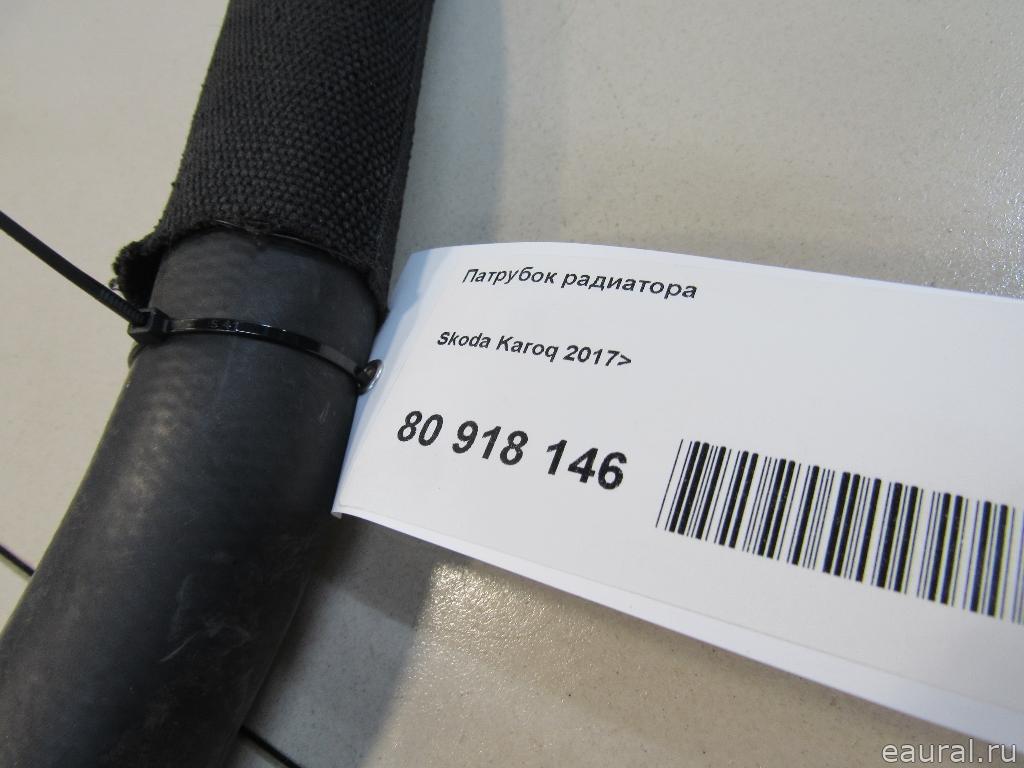 Патрубок радиатора
Skoda Karoq 2017>
80 918 146
eaural.ru